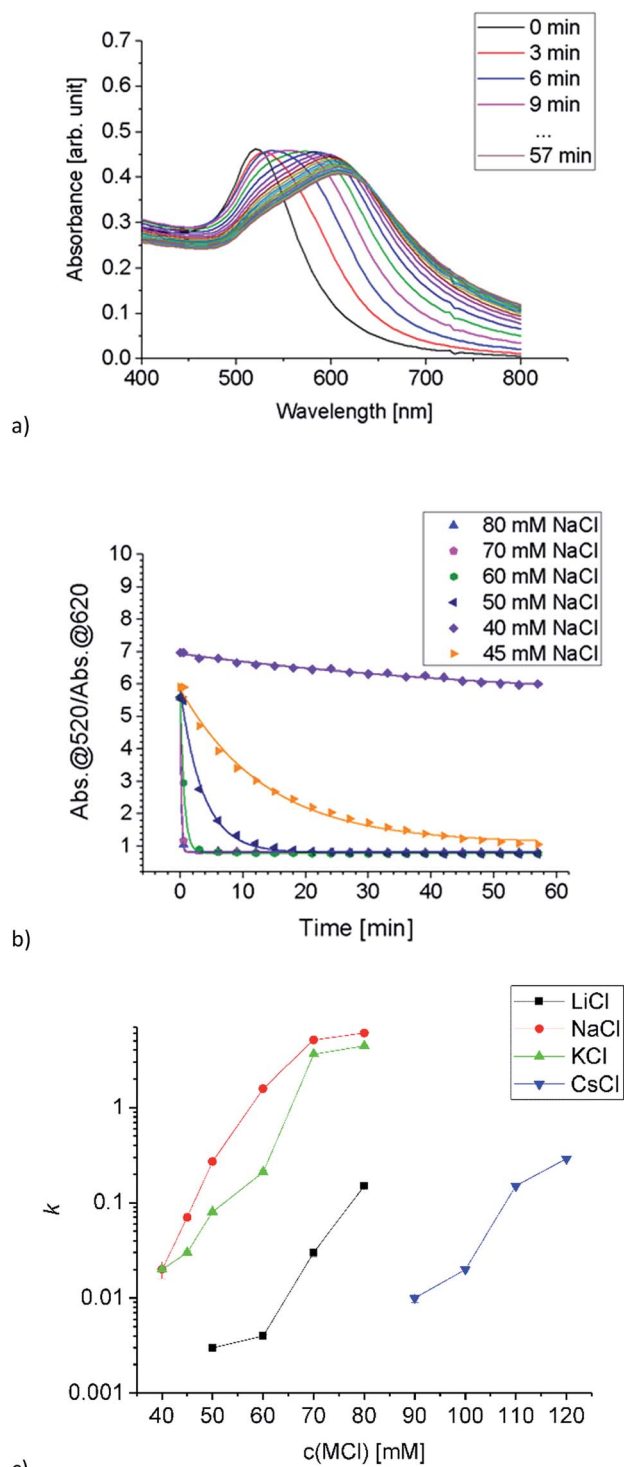 0 min
3 min
6 min
9 min
...
57 min
0.7
0.6
0.5
0.4
0.3
0.2
0.1
0.0
Absorbance [arb. unit]
400 500 600 700 800
Wavelength [nm]
a)
80 mM NaCl
70 mM NaCl
60 mM NaCl
50 mM NaCl
40 mM NaCl
45 mM NaCl
10
9
8
7
6
5
4
3
2
1
Abs.@520/Abs.@620
0 10 20 30 40 50 60
Time [min]
b)
LiCl
NaCl
KCl
CsCl
1
0.1
0.01
0.001
k
40 50 60 70 80 90 100 110 120
c(MCl) [mM]